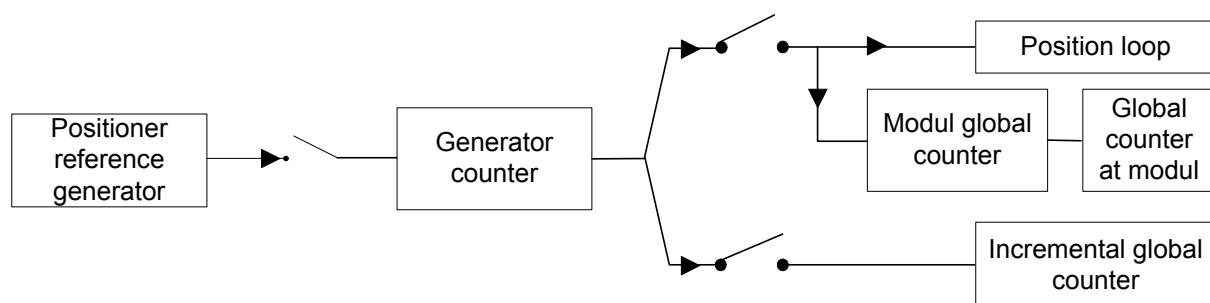 Positioner
reference
generator
Generator
counter
Position loop
Modul global
counter
Global
counter
at modul
Incremental global
counter